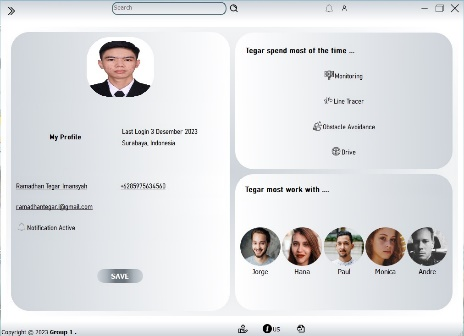 Search
My Profile
Last Login 3 Desember 2023
Surabaya, Indonesia
Ramadhan Tegar Imansyah
+6285975634560
ramadhantegar.i@gmail.com
Notification Active
SAVE
Tegar spend most of the time ...
Monitoring
Line Tracer
Obstacle Avoidance
Drive
Tegar most work with ....
Jorge
Hana
Paul
Monica
Andre
Copyright © 2023 Group 1 .
US